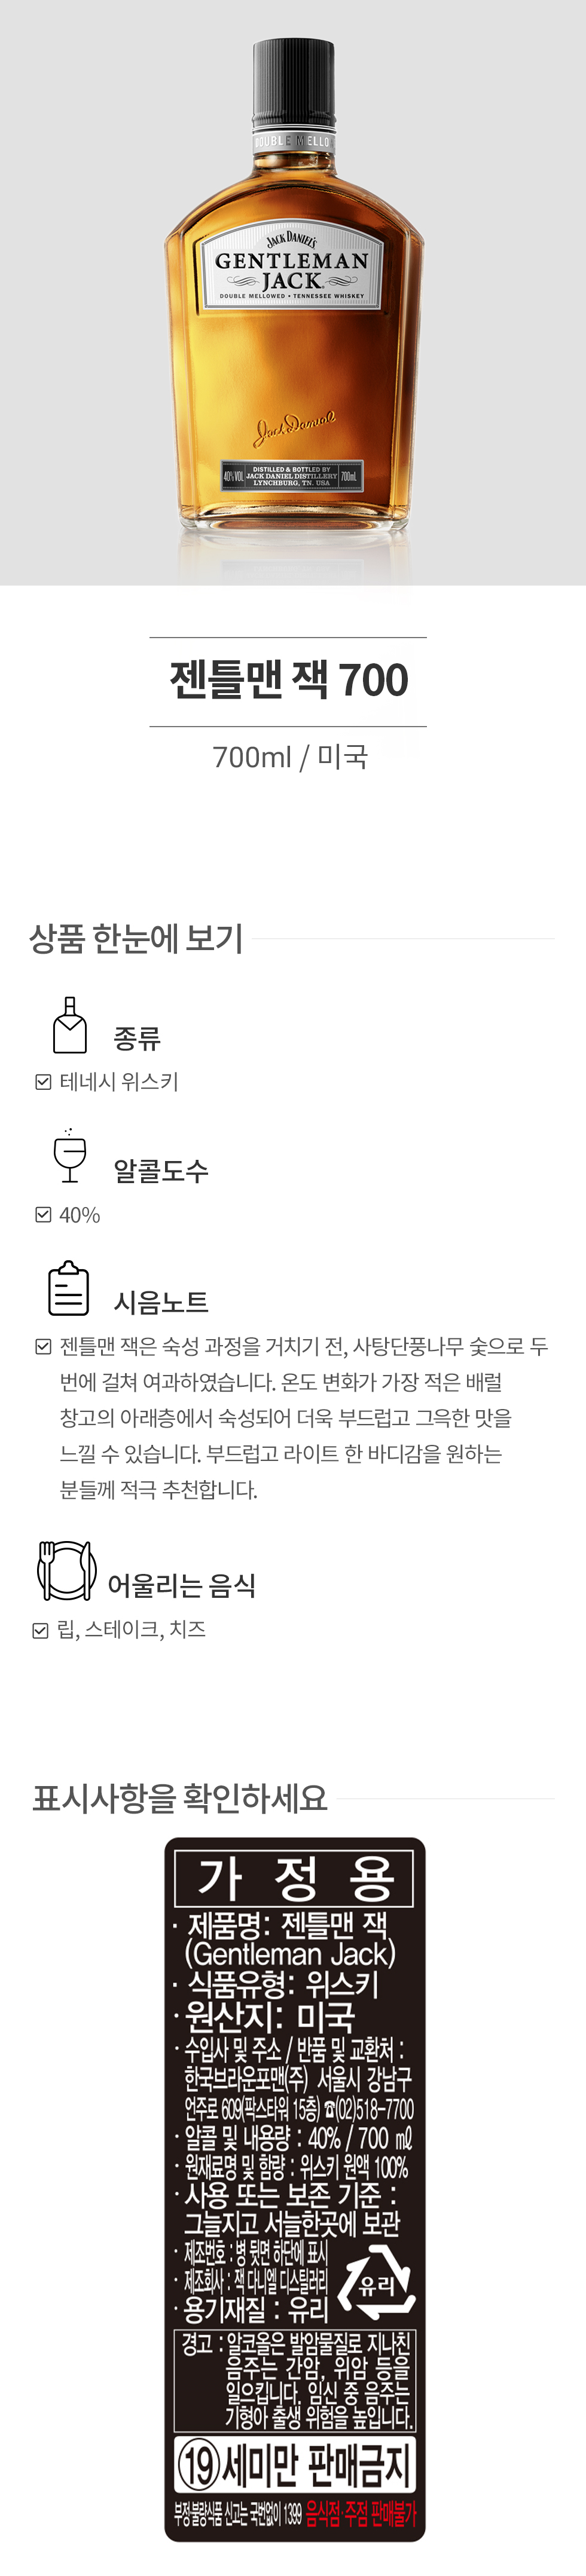 DOUBLE MELLO
JACK DANIEL'S
GENTLEMAN
JACK
DOUBLE MELLOWED • TENNESSEE WHISKEY
Jack Daniel
40% VOL
DISTILLED & BOTTLED BY
JACK DANIEL DISTILLERY
LYNCHBURG, TN. USA
700mL
젠틀맨 잭 700
700ml / 미국
상품 한눈에 보기
종류
테네시 위스키
알콜도수
40%
시음노트
젠틀맨 잭은 숙성 과정을 거치기 전, 사탕단풍나무 숯으로 두
번에 걸쳐 여과하였습니다. 온도 변화가 가장 적은 배럴
창고의 아래층에서 숙성되어 더욱 부드럽고 그윽한 맛을
느낄 수 있습니다. 부드럽고 라이트 한 바디감을 원하는
분들께 적극 추천합니다.
어울리는 음식
립, 스테이크, 치즈
표시사항을 확인하세요
가 정 용
· 제품명: 젠틀맨 잭
(Gentleman Jack)
· 식품유형: 위스키
· 원산지: 미국
· 수입사 및 주소 / 반품 및 교환처 :
한국브라운포맨(주) 서울시 강남구
언주로 609(팍스타워 15층) ☎(02)518-7700
· 알콜 및 내용량 : 40% / 700 ㎖
· 원재료명 및 함량 : 위스키 원액 100%
· 사용 또는 보존 기준 :
그늘지고 서늘한곳에 보관
· 제조번호 : 병 뒷면 하단에 표시
· 제조회사 : 잭 다니엘 디스틸러리
· 용기재질 : 유리
유리
경고 : 알코올은 발암물질로 지나친
음주는 간암, 위암 등을
일으킵니다. 임신 중 음주는
기형아 출생 위험을 높입니다.
19세미만 판매금지
부정·불량식품 신고는 국번없이 1399 음식점·주점 판매불가